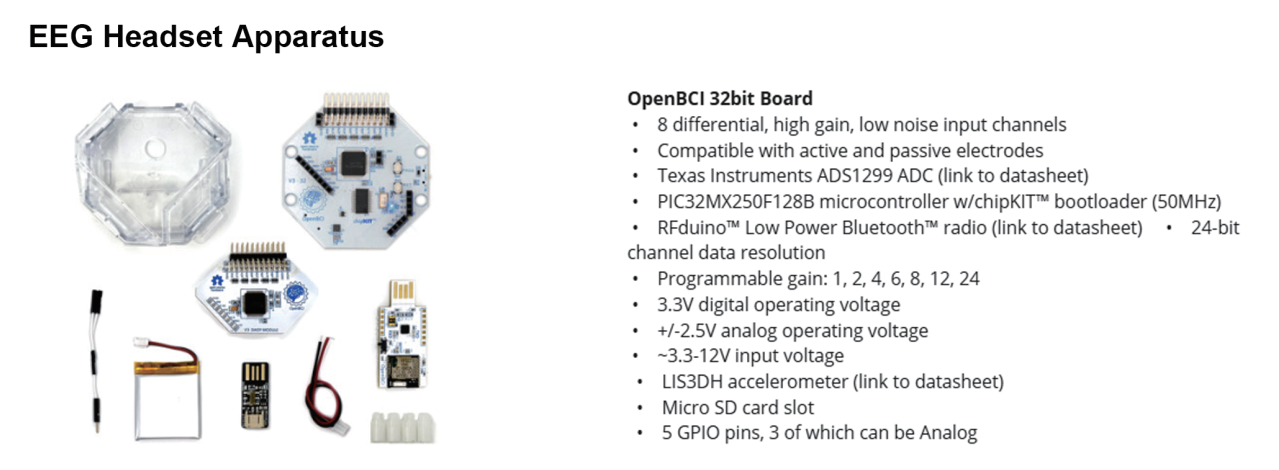 EEG Headset Apparatus
OpenBCI 32bit Board
• 8 differential, high gain, low noise input channels
• Compatible with active and passive electrodes
• Texas Instruments ADS1299 ADC (link to datasheet)
• PIC32MX250F128B microcontroller w/chipKIT™ bootloader (50MHz)
• RFduino™ Low Power Bluetooth™ radio (link to datasheet) • 24-bit
channel data resolution
• Programmable gain: 1, 2, 4, 6, 8, 12, 24
• 3.3V digital operating voltage
• +/-2.5V analog operating voltage
• ~3.3-12V input voltage
• LIS3DH accelerometer (link to datasheet)
• Micro SD card slot
• 5 GPIO pins, 3 of which can be Analog